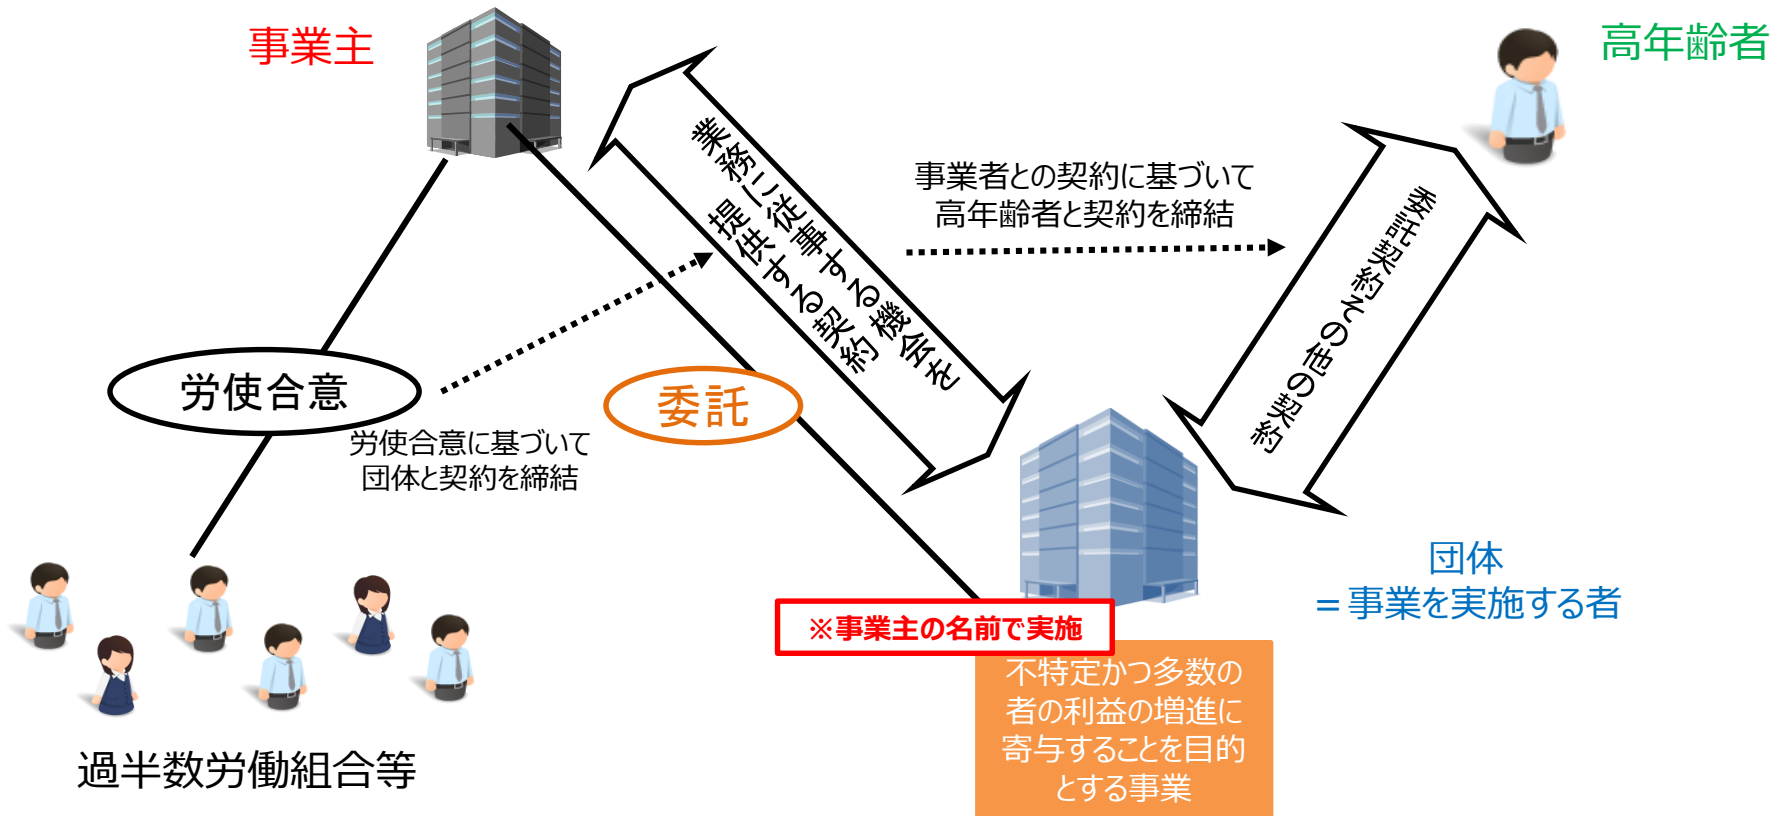 事業主
高年齢者
業務に従事する機会を
提供する契約
事業者との契約に基づいて
高年齢者と契約を締結
委託契約その他の契約
労使合意
委託
労使合意に基づいて
団体と契約を締結
団体
=事業を実施する者
※事業主の名前で実施
不特定かつ多数の
者の利益の増進に
寄与することを目的
とする事業
過半数労働組合等